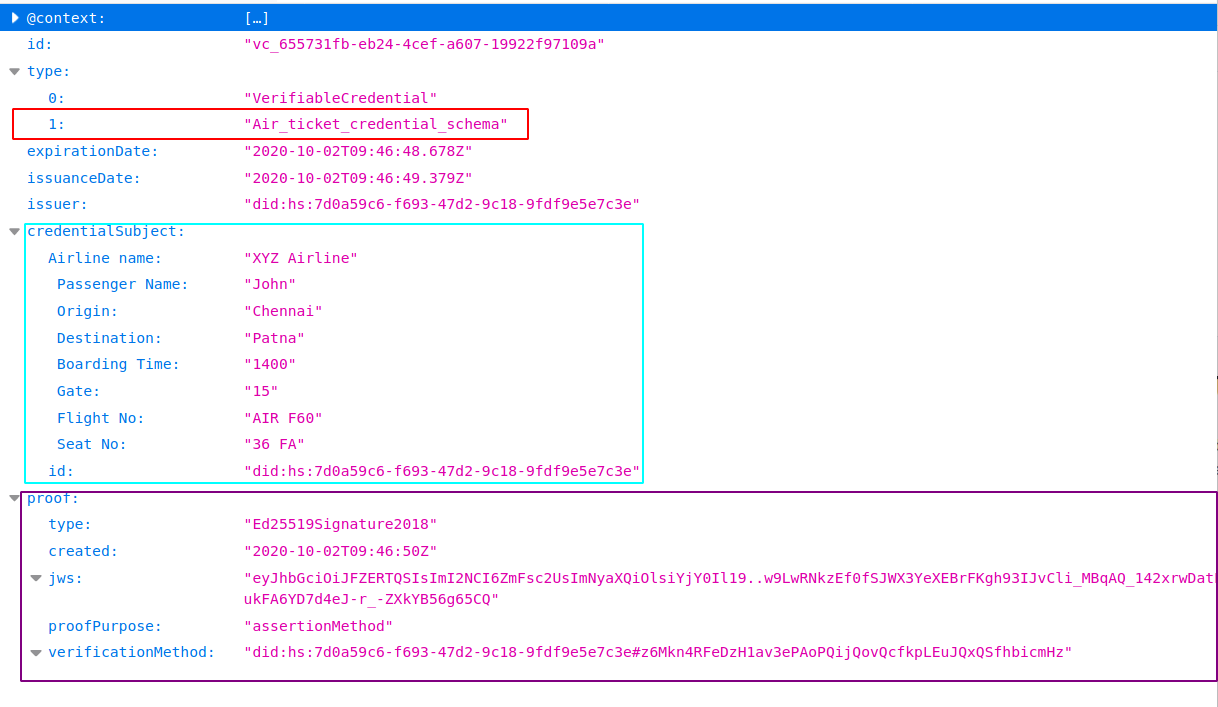 @context: […]
id: "vc_655731fb-eb24-4cef-a607-19922f97109a"
type:
0: "VerifiableCredential"
1: "Air_ticket_credential_schema"
expirationDate: "2020-10-02T09:46:48.678Z"
issuanceDate: "2020-10-02T09:46:49.379Z"
issuer: "did:hs:7d0a59c6-f693-47d2-9c18-9fdf9e5e7c3e"
credentialSubject:
Airline name: "XYZ Airline"
Passenger Name: "John"
Origin: "Chennai"
Destination: "Patna"
Boarding Time: "1400"
Gate: "15"
Flight No: "AIR F60"
Seat No: "36 FA"
id: "did:hs:7d0a59c6-f693-47d2-9c18-9fdf9e5e7c3e"
proof:
type: "Ed25519Signature2018"
created: "2020-10-02T09:46:50Z"
jws: "eyJhbGciOiJFZERTQSIsImI2NCI6ZmFsc2UsImNyaXQiOlsiYjY0Il19..w9LwRNkzEf0fSJWX3YeXEBrFKgh93IJvCli_MBqAQ_142xrwDat
ukFA6YD7d4eJ-r_-ZXkYB56g65CQ"
proofPurpose: "assertionMethod"
verificationMethod: "did:hs:7d0a59c6-f693-47d2-9c18-9fdf9e5e7c3e#z6Mkn4RFeDzH1av3ePAoPQijQovQcfkpLEuJQxQSfhbicmHz"